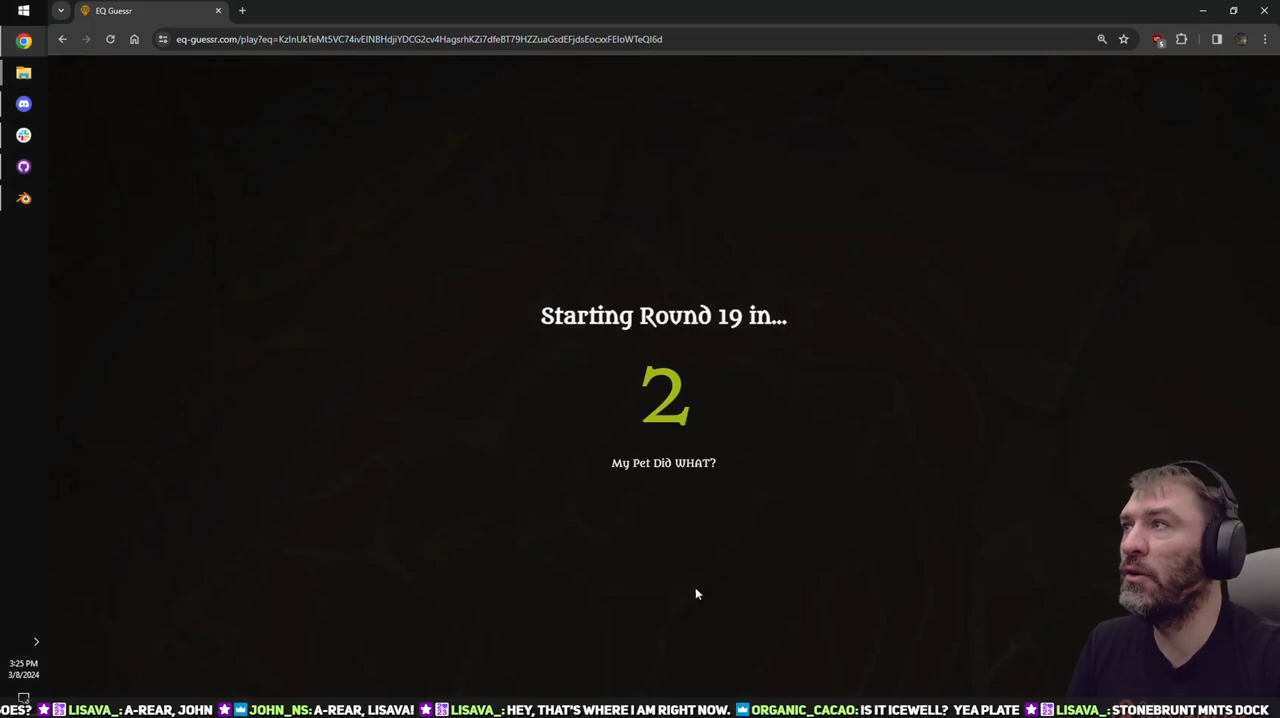 EQ Guessr
eq-guessr.com/play?eq=
Starting Round 19 in...
2
My Pet Did WHAT?
3:25 PM
3/8/2024
GOES? LISAVA_: A-REAR, JOHN JOHN_NS: A-REAR, LISAVA! LISAVA_: HEY, THAT'S WHERE I AM RIGHT NOW. ORGANIC_CACAO: IS IT ICEWELL? YEA PLATE LISAVA_: STONEBRUNT MNTS DOCK